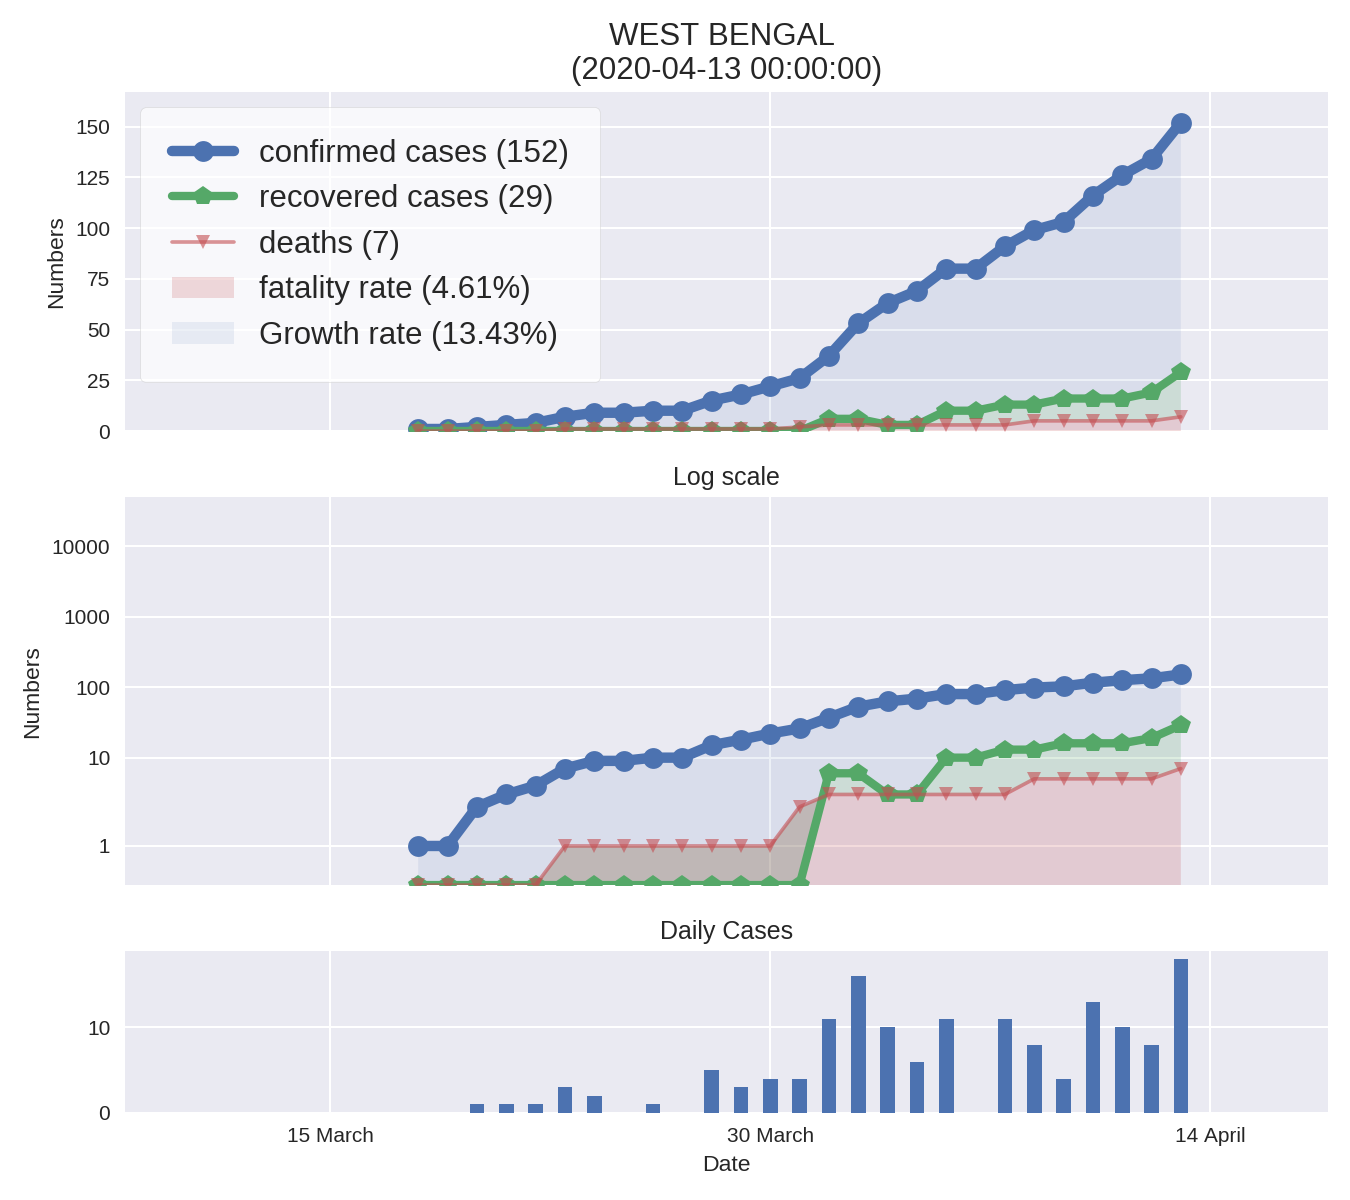 WEST BENGAL
(2020-04-13 00:00:00)
150
125
100
75
50
25
0
Numbers
confirmed cases (152)
recovered cases (29)
deaths (7)
fatality rate (4.61%)
Growth rate (13.43%)
Log scale
10000
1000
100
10
1
Numbers
Daily Cases
10
0
15 March
30 March
14 April
Date